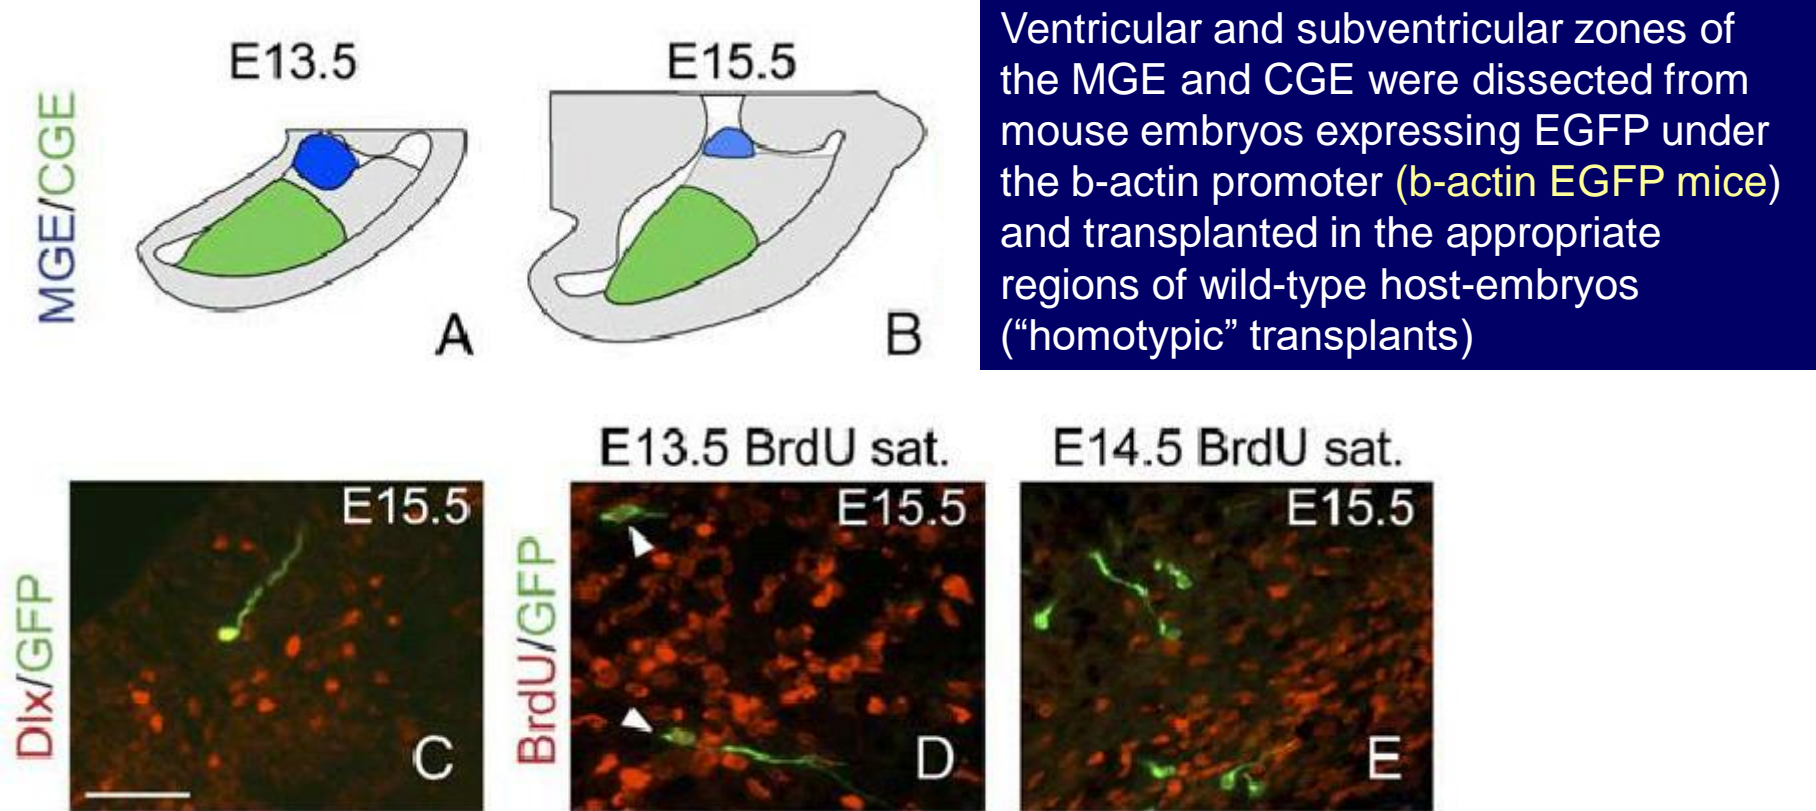 E13.5
E15.5
MGE/CGE
A
B
Ventricular and subventricular zones of
the MGE and CGE were dissected from
mouse embryos expressing EGFP under
the b-actin promoter (b-actin EGFP mice)
and transplanted in the appropriate
regions of wild-type host-embryos
(“homotypic” transplants)
E13.5 BrdU sat.
E14.5 BrdU sat.
Dlx/GFP
E15.5
C
BrdU/GFP
E15.5
D
E15.5
E